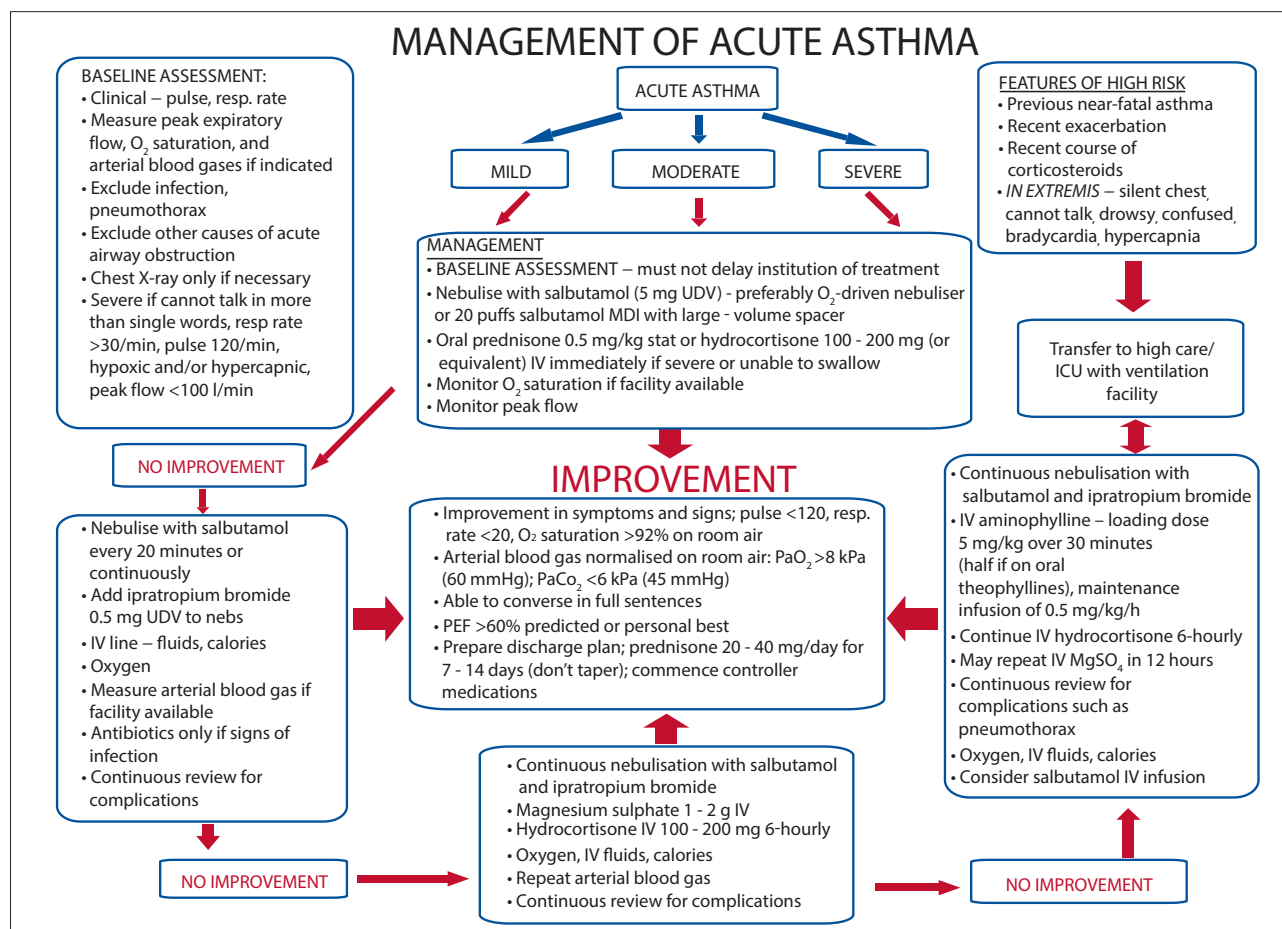 MANAGEMENT OF ACUTE ASTHMA
BASELINE ASSESSMENT:
• Clinical – pulse, resp. rate
• Measure peak expiratory
flow, O₂ saturation, and
arterial blood gases if indicated
• Exclude infection,
pneumothorax
• Exclude other causes of acute
airway obstruction
• Chest X-ray only if necessary
• Severe if cannot talk in more
than single words, resp rate
>30/min, pulse 120/min,
hypoxic and/or hypercapnic,
peak flow <100 l/min
ACUTE ASTHMA
MILD
MODERATE
SEVERE
FEATURES OF HIGH RISK
• Previous near-fatal asthma
• Recent exacerbation
• Recent course of
corticosteroids
• IN EXTREMIS – silent chest,
cannot talk, drowsy, confused,
bradycardia, hypercapnia
MANAGEMENT
• BASELINE ASSESSMENT – must not delay institution of treatment
• Nebulise with salbutamol (5 mg UDV) - preferably O₂-driven nebuliser
or 20 puffs salbutamol MDI with large - volume spacer
• Oral prednisone 0.5 mg/kg stat or hydrocortisone 100 - 200 mg (or
equivalent) IV immediately if severe or unable to swallow
• Monitor O₂ saturation if facility available
• Monitor peak flow
Transfer to high care/
ICU with ventilation
facility
NO IMPROVEMENT
• Nebulise with salbutamol
every 20 minutes or
continuously
• Add ipratropium bromide
0.5 mg UDV to nebs
• IV line – fluids, calories
• Oxygen
• Measure arterial blood gas if
facility available
• Antibiotics only if signs of
infection
• Continuous review for
complications
IMPROVEMENT
• Improvement in symptoms and signs; pulse <120, resp.
rate <20, O₂ saturation >92% on room air
• Arterial blood gas normalised on room air: PaO₂ >8 kPa
(60 mmHg); PaCo₂ <6 kPa (45 mmHg)
• Able to converse in full sentences
• PEF >60% predicted or personal best
• Prepare discharge plan; prednisone 20 - 40 mg/day for
7 - 14 days (don't taper); commence controller
medications
• Continuous nebulisation with
salbutamol and ipratropium bromide
• IV aminophylline – loading dose
5 mg/kg over 30 minutes
(half if on oral
theophyllines), maintenance
infusion of 0.5 mg/kg/h
• Continue IV hydrocortisone 6-hourly
• May repeat IV MgSO₄ in 12 hours
• Continuous review for
complications such as
pneumothorax
• Oxygen, IV fluids, calories
• Consider salbutamol IV infusion
NO IMPROVEMENT
• Continuous nebulisation with salbutamol
and ipratropium bromide
• Magnesium sulphate 1 - 2 g IV
• Hydrocortisone IV 100 - 200 mg 6-hourly
• Oxygen, IV fluids, calories
• Repeat arterial blood gas
• Continuous review for complications
NO IMPROVEMENT